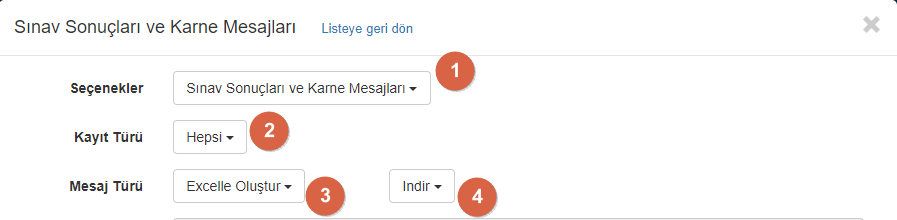 Sınav Sonuçları ve Karne Mesajları Listeye geri dön ×
Seçenekler Sınav Sonuçları ve Karne Mesajları 1
Kayıt Türü Hepsi 2
Mesaj Türü Excelle Oluştur 3 Indir 4